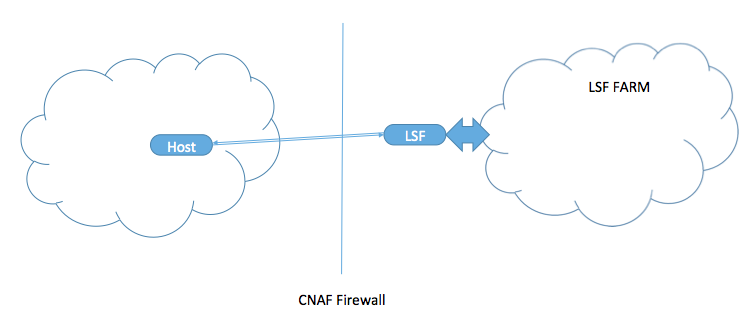 LSF FARM
LSF
Host
CNAF Firewall